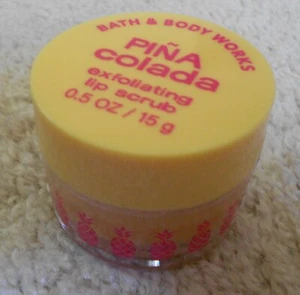 BATH & BODY WORKS
PIÑA
colada
exfoliating
lip scrub
0.5 OZ / 15 g